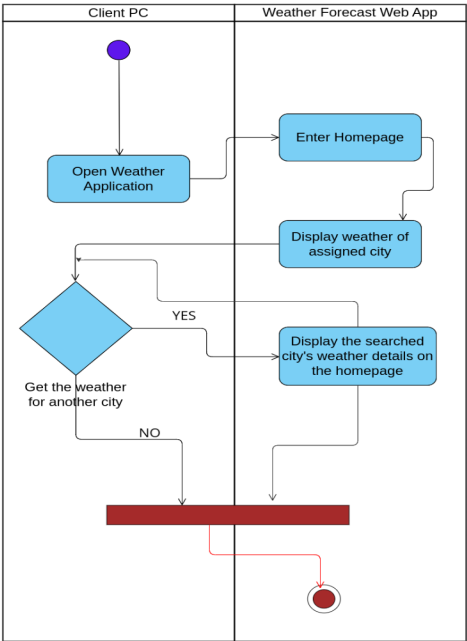 Client PC
Weather Forecast Web App
Enter Homepage
Open Weather
Application
Display weather of
assigned city
YES
Display the searched
city's weather details on
the homepage
Get the weather
for another city
NO